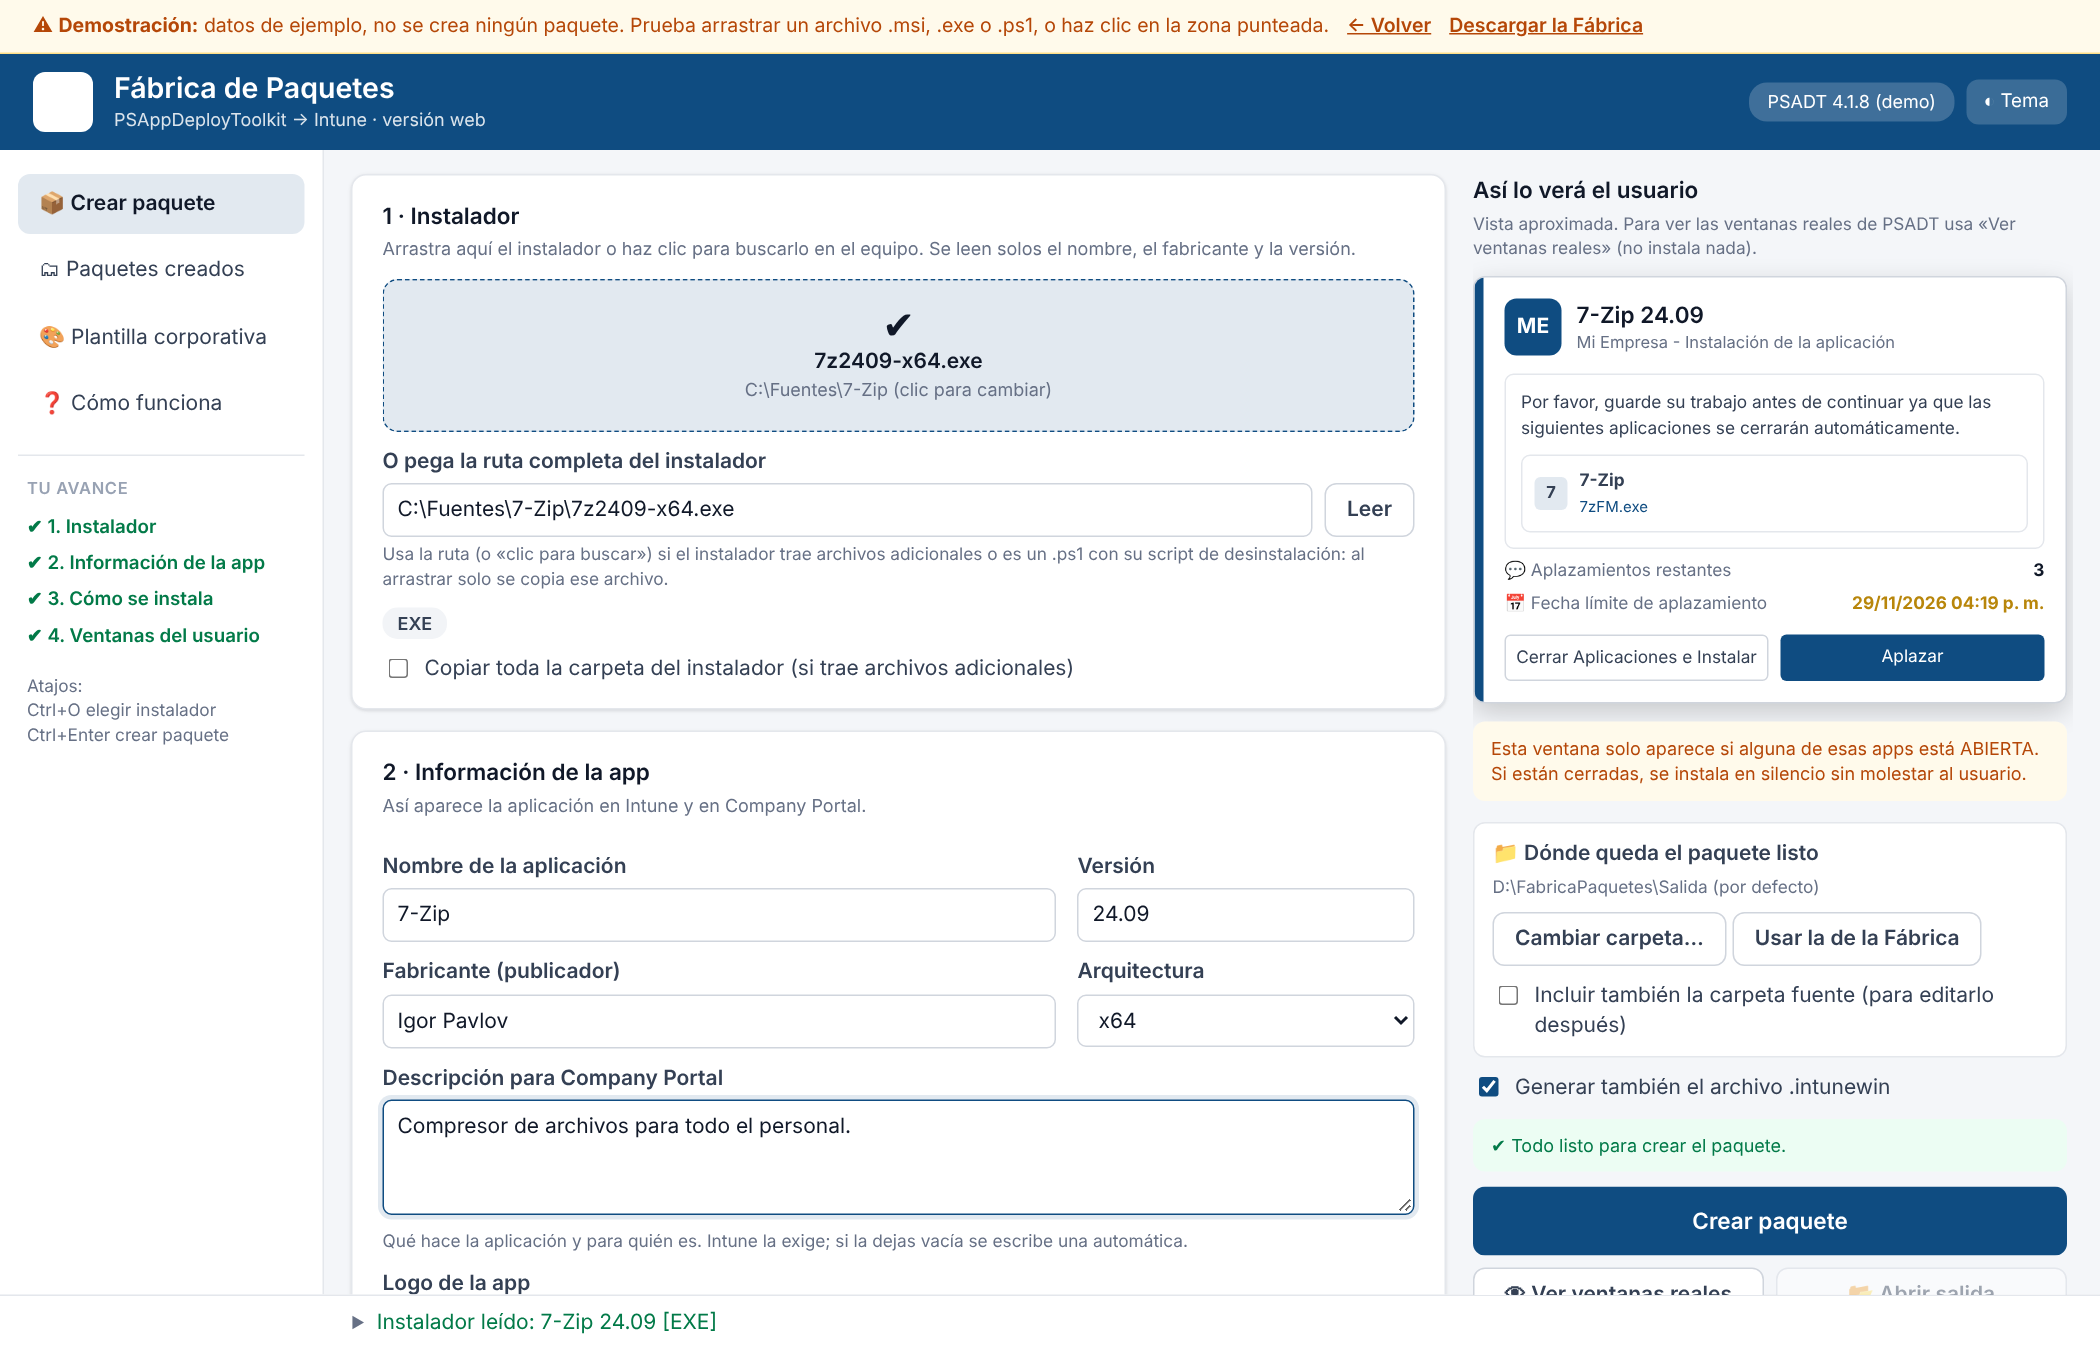 ⚠ Demostración: datos de ejemplo, no se crea ningún paquete. Prueba arrastrar un archivo .msi, .exe o .ps1, o haz clic en la zona punteada. ← Volver Descargar la Fábrica
Fábrica de Paquetes
PSAppDeployToolkit → Intune · versión web
PSADT 4.1.8 (demo)
Tema
📦 Crear paquete
🗂 Paquetes creados
🎨 Plantilla corporativa
❓ Cómo funciona
TU AVANCE
✔ 1. Instalador
✔ 2. Información de la app
✔ 3. Cómo se instala
✔ 4. Ventanas del usuario
Atajos:
Ctrl+O elegir instalador
Ctrl+Enter crear paquete
1 · Instalador
Arrastra aquí el instalador o haz clic para buscarlo en el equipo. Se leen solos el nombre, el fabricante y la versión.
✔
7z2409-x64.exe
C:\Fuentes\7-Zip (clic para cambiar)
O pega la ruta completa del instalador
C:\Fuentes\7-Zip\7z2409-x64.exe
Leer
Usa la ruta (o «clic para buscar») si el instalador trae archivos adicionales o es un .ps1 con su script de desinstalación: al
arrastrar solo se copia ese archivo.
EXE
Copiar toda la carpeta del instalador (si trae archivos adicionales)
2 · Información de la app
Así aparece la aplicación en Intune y en Company Portal.
Nombre de la aplicación
7-Zip
Versión
24.09
Fabricante (publicador)
Igor Pavlov
Arquitectura
x64
Descripción para Company Portal
Compresor de archivos para todo el personal.
Qué hace la aplicación y para quién es. Intune la exige; si la dejas vacía se escribe una automática.
Logo de la app
Así lo verá el usuario
Vista aproximada. Para ver las ventanas reales de PSADT usa «Ver
ventanas reales» (no instala nada).
ME
7-Zip 24.09
Mi Empresa - Instalación de la aplicación
Por favor, guarde su trabajo antes de continuar ya que las
siguientes aplicaciones se cerrarán automáticamente.
7
7-Zip
7zFM.exe
💬 Aplazamientos restantes 3
📅 Fecha límite de aplazamiento 29/11/2026 04:19 p. m.
Cerrar Aplicaciones e Instalar
Aplazar
Esta ventana solo aparece si alguna de esas apps está ABIERTA.
Si están cerradas, se instala en silencio sin molestar al usuario.
📁 Dónde queda el paquete listo
D:\FabricaPaquetes\Salida (por defecto)
Cambiar carpeta...
Usar la de la Fábrica
Incluir también la carpeta fuente (para editarlo
después)
Generar también el archivo .intunewin
✔ Todo listo para crear el paquete.
Crear paquete
👁 Ver ventanas reales
📂 Abrir salida
▶ Instalador leído: 7-Zip 24.09 [EXE]